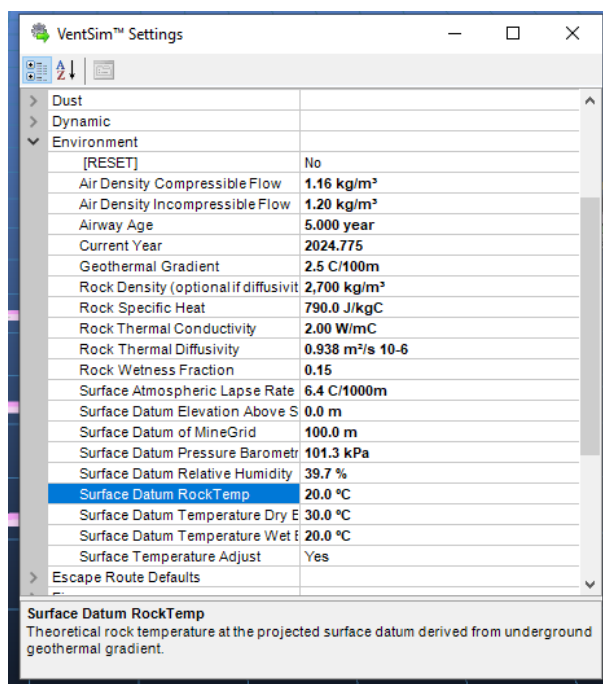 VentSim™ Settings
Dust
Dynamic
Environment
[RESET] No
Air Density Compressible Flow 1.16 kg/m³
Air Density Incompressible Flow 1.20 kg/m³
Airway Age 5.000 year
Current Year 2024.775
Geothermal Gradient 2.5 C/100m
Rock Density (optional if diffusivit 2,700 kg/m³
Rock Specific Heat 790.0 J/kgC
Rock Thermal Conductivity 2.00 W/mC
Rock Thermal Diffusivity 0.938 m²/s 10-6
Rock Wetness Fraction 0.15
Surface Atmospheric Lapse Rate 6.4 C/1000m
Surface Datum Elevation Above S 0.0 m
Surface Datum of MineGrid 100.0 m
Surface Datum Pressure Barometr 101.3 kPa
Surface Datum Relative Humidity 39.7 %
Surface Datum RockTemp 20.0 ºC
Surface Datum Temperature Dry B 30.0 ºC
Surface Datum Temperature Wet B 20.0 ºC
Surface Temperature Adjust Yes
Escape Route Defaults
Surface Datum RockTemp
Theoretical rock temperature at the projected surface datum derived from underground
geothermal gradient.